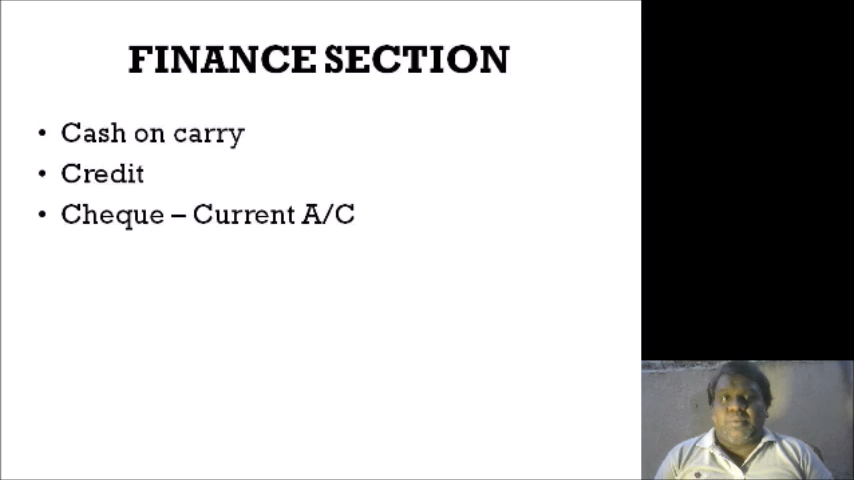 FINANCE SECTION
• Cash on carry
• Credit
• Cheque – Current A/C